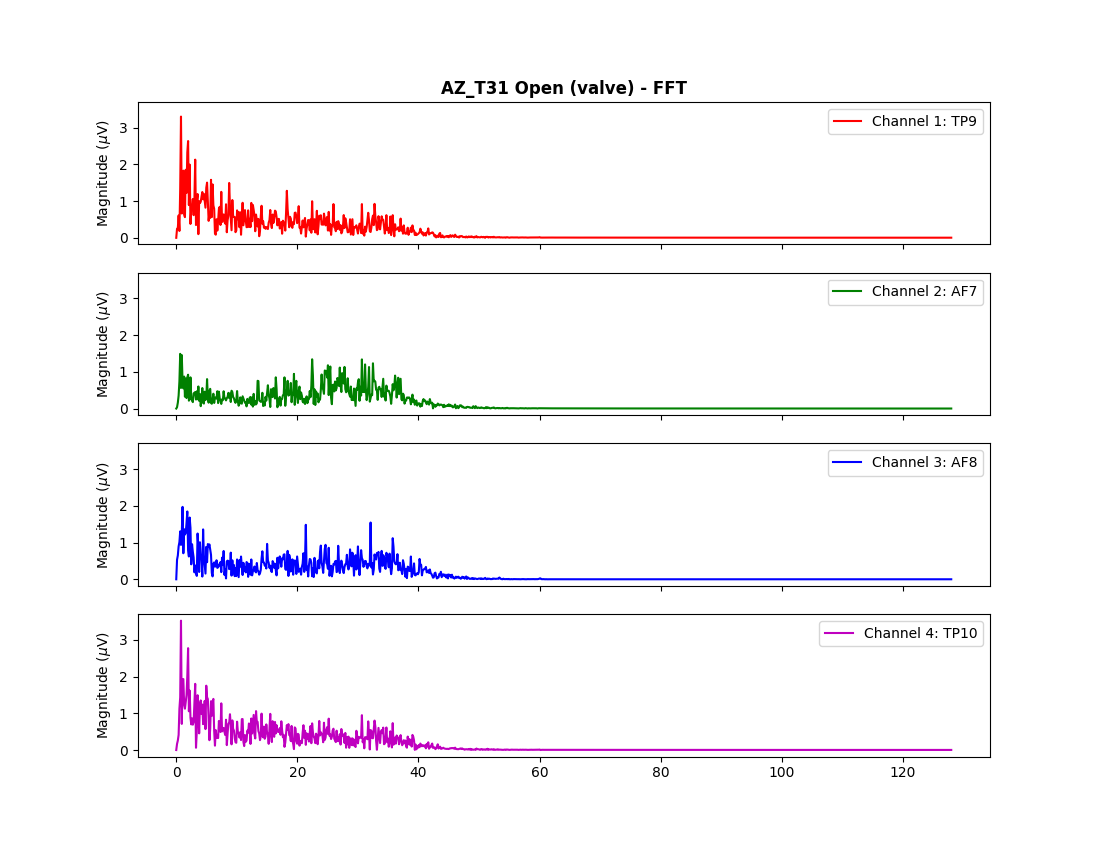 AZ_T31 Open (valve) - FFT
Magnitude (μV)
3
2
1
0
Channel 1: TP9
Magnitude (μV)
3
2
1
0
Channel 2: AF7
Magnitude (μV)
3
2
1
0
Channel 3: AF8
Magnitude (μV)
3
2
1
0
Channel 4: TP10
0 20 40 60 80 100 120